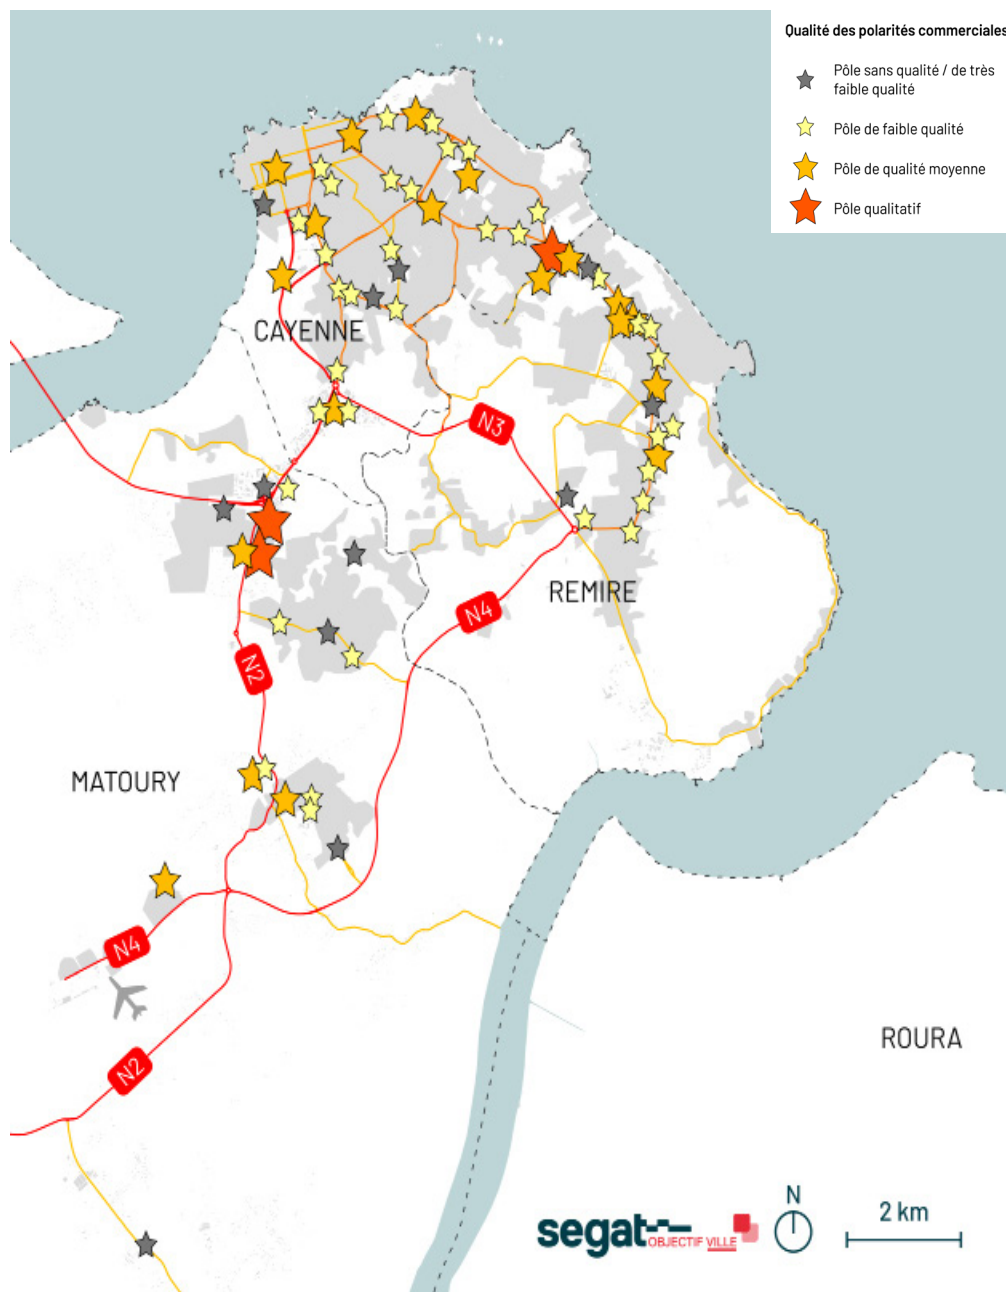 Qualité des polarités commerciales
Pôle sans qualité / de très
faible qualité
Pôle de faible qualité
Pôle de qualité moyenne
Pôle qualitatif
CAYENNE
N3
REMIRE
N4
N2
MATOURY
N4
N2
ROURA
segat
OBJECTIF VILLE
N
2 km